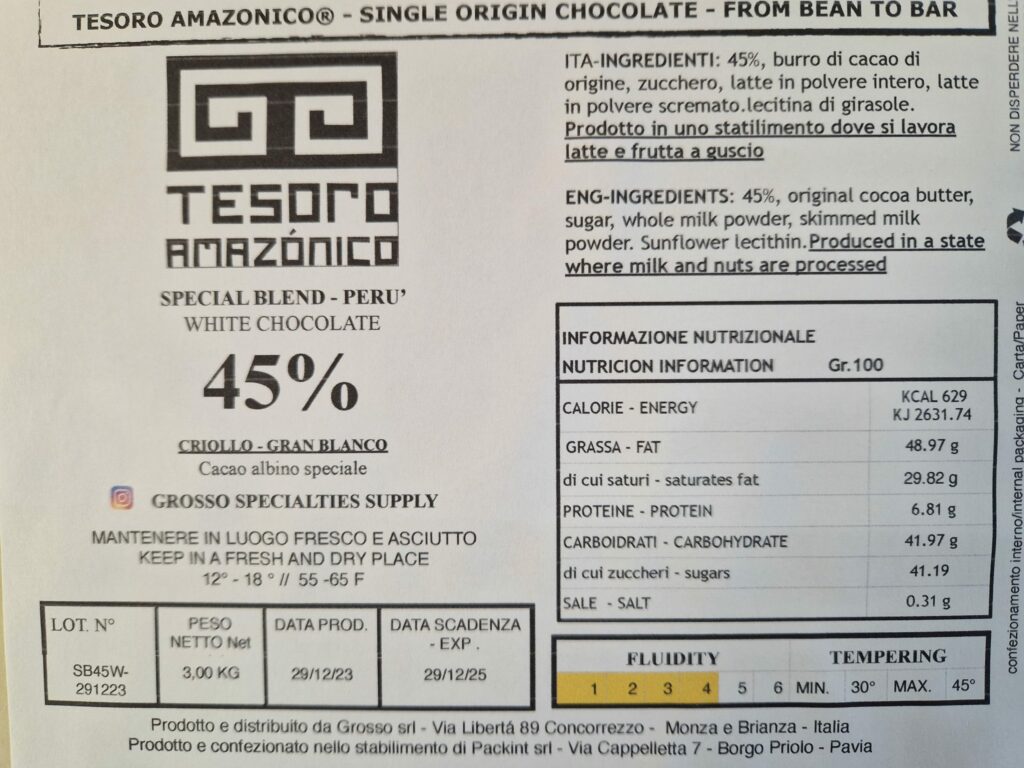 TESORO AMAZONICO® - SINGLE ORIGIN CHOCOLATE - FROM BEAN TO BAR
TESORO
AMAZÓNICO
SPECIAL BLEND - PERU'
WHITE CHOCOLATE
45%
CRIOLLO - GRAN BLANCO
Cacao albino speciale
GROSSO SPECIALTIES SUPPLY
MANTENERE IN LUOGO FRESCO E ASCIUTTO
KEEP IN A FRESH AND DRY PLACE
12° - 18 ° // 55 -65 F
ITA-INGREDIENTI: 45%, burro di cacao di
origine, zucchero, latte in polvere intero, latte
in polvere scremato.lecitina di girasole.
Prodotto in uno statilimento dove si lavora
latte e frutta a guscio
ENG-INGREDIENTS: 45%, original cocoa butter,
sugar, whole milk powder, skimmed milk
powder. Sunflower lecithin.Produced in a state
where milk and nuts are processed
INFORMAZIONE NUTRIZIONALE
NUTRICION INFORMATION Gr.100
CALORIE - ENERGY KCAL 629
KJ 2631.74
GRASSA - FAT 48.97 g
di cui saturi - saturates fat 29.82 g
PROTEINE - PROTEIN 6.81 g
CARBOIDRATI - CARBOHYDRATE 41.97 g
di cui zuccheri - sugars 41.19
SALE - SALT 0.31 g
LOT. N° PESO NETTO Net DATA PROD. DATA SCADENZA - EXP .
SB45W-291223 3,00 KG 29/12/23 29/12/25
FLUIDITY TEMPERING
1 2 3 4 5 6 MIN. 30° MAX. 45°
Prodotto e distribuito da Grosso srl - Via Libertá 89 Concorrezzo - Monza e Brianza - Italia
Prodotto e confezionato nello stabilimento di Packint srl - Via Cappelletta 7 - Borgo Priolo - Pavia
NON DISPERDERE
confezionamento interno/internal packaging - Carta/Paper